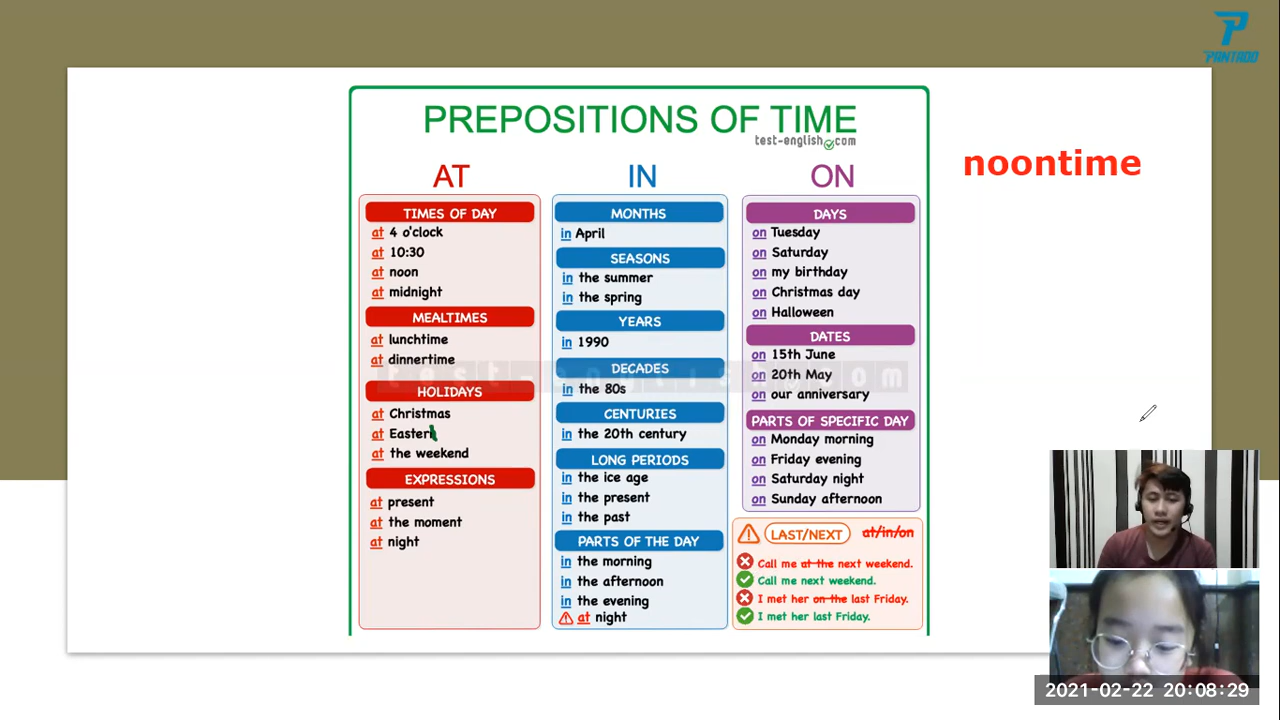 PANTADO
PREPOSITIONS OF TIME
test-english.com
noontime
AT
TIMES OF DAY
at 4 o'clock
at 10:30
at noon
at midnight
MEALTIMES
at lunchtime
at dinnertime
HOLIDAYS
at Christmas
at Easter
at the weekend
EXPRESSIONS
at present
at the moment
at night
IN
MONTHS
in April
SEASONS
in the summer
in the spring
YEARS
in 1990
DECADES
in the 80s
CENTURIES
in the 20th century
LONG PERIODS
in the ice age
in the present
in the past
PARTS OF THE DAY
in the morning
in the afternoon
in the evening
at night
ON
DAYS
on Tuesday
on Saturday
on my birthday
on Christmas day
on Halloween
DATES
on 15th June
on 20th May
on our anniversary
PARTS OF SPECIFIC DAY
on Monday morning
on Friday evening
on Saturday night
on Sunday afternoon
LAST/NEXT at/in/on
Call me at the next weekend.
Call me next weekend.
I met her on the last Friday.
I met her last Friday.
test-english.com
2021-02-22 20:08:29